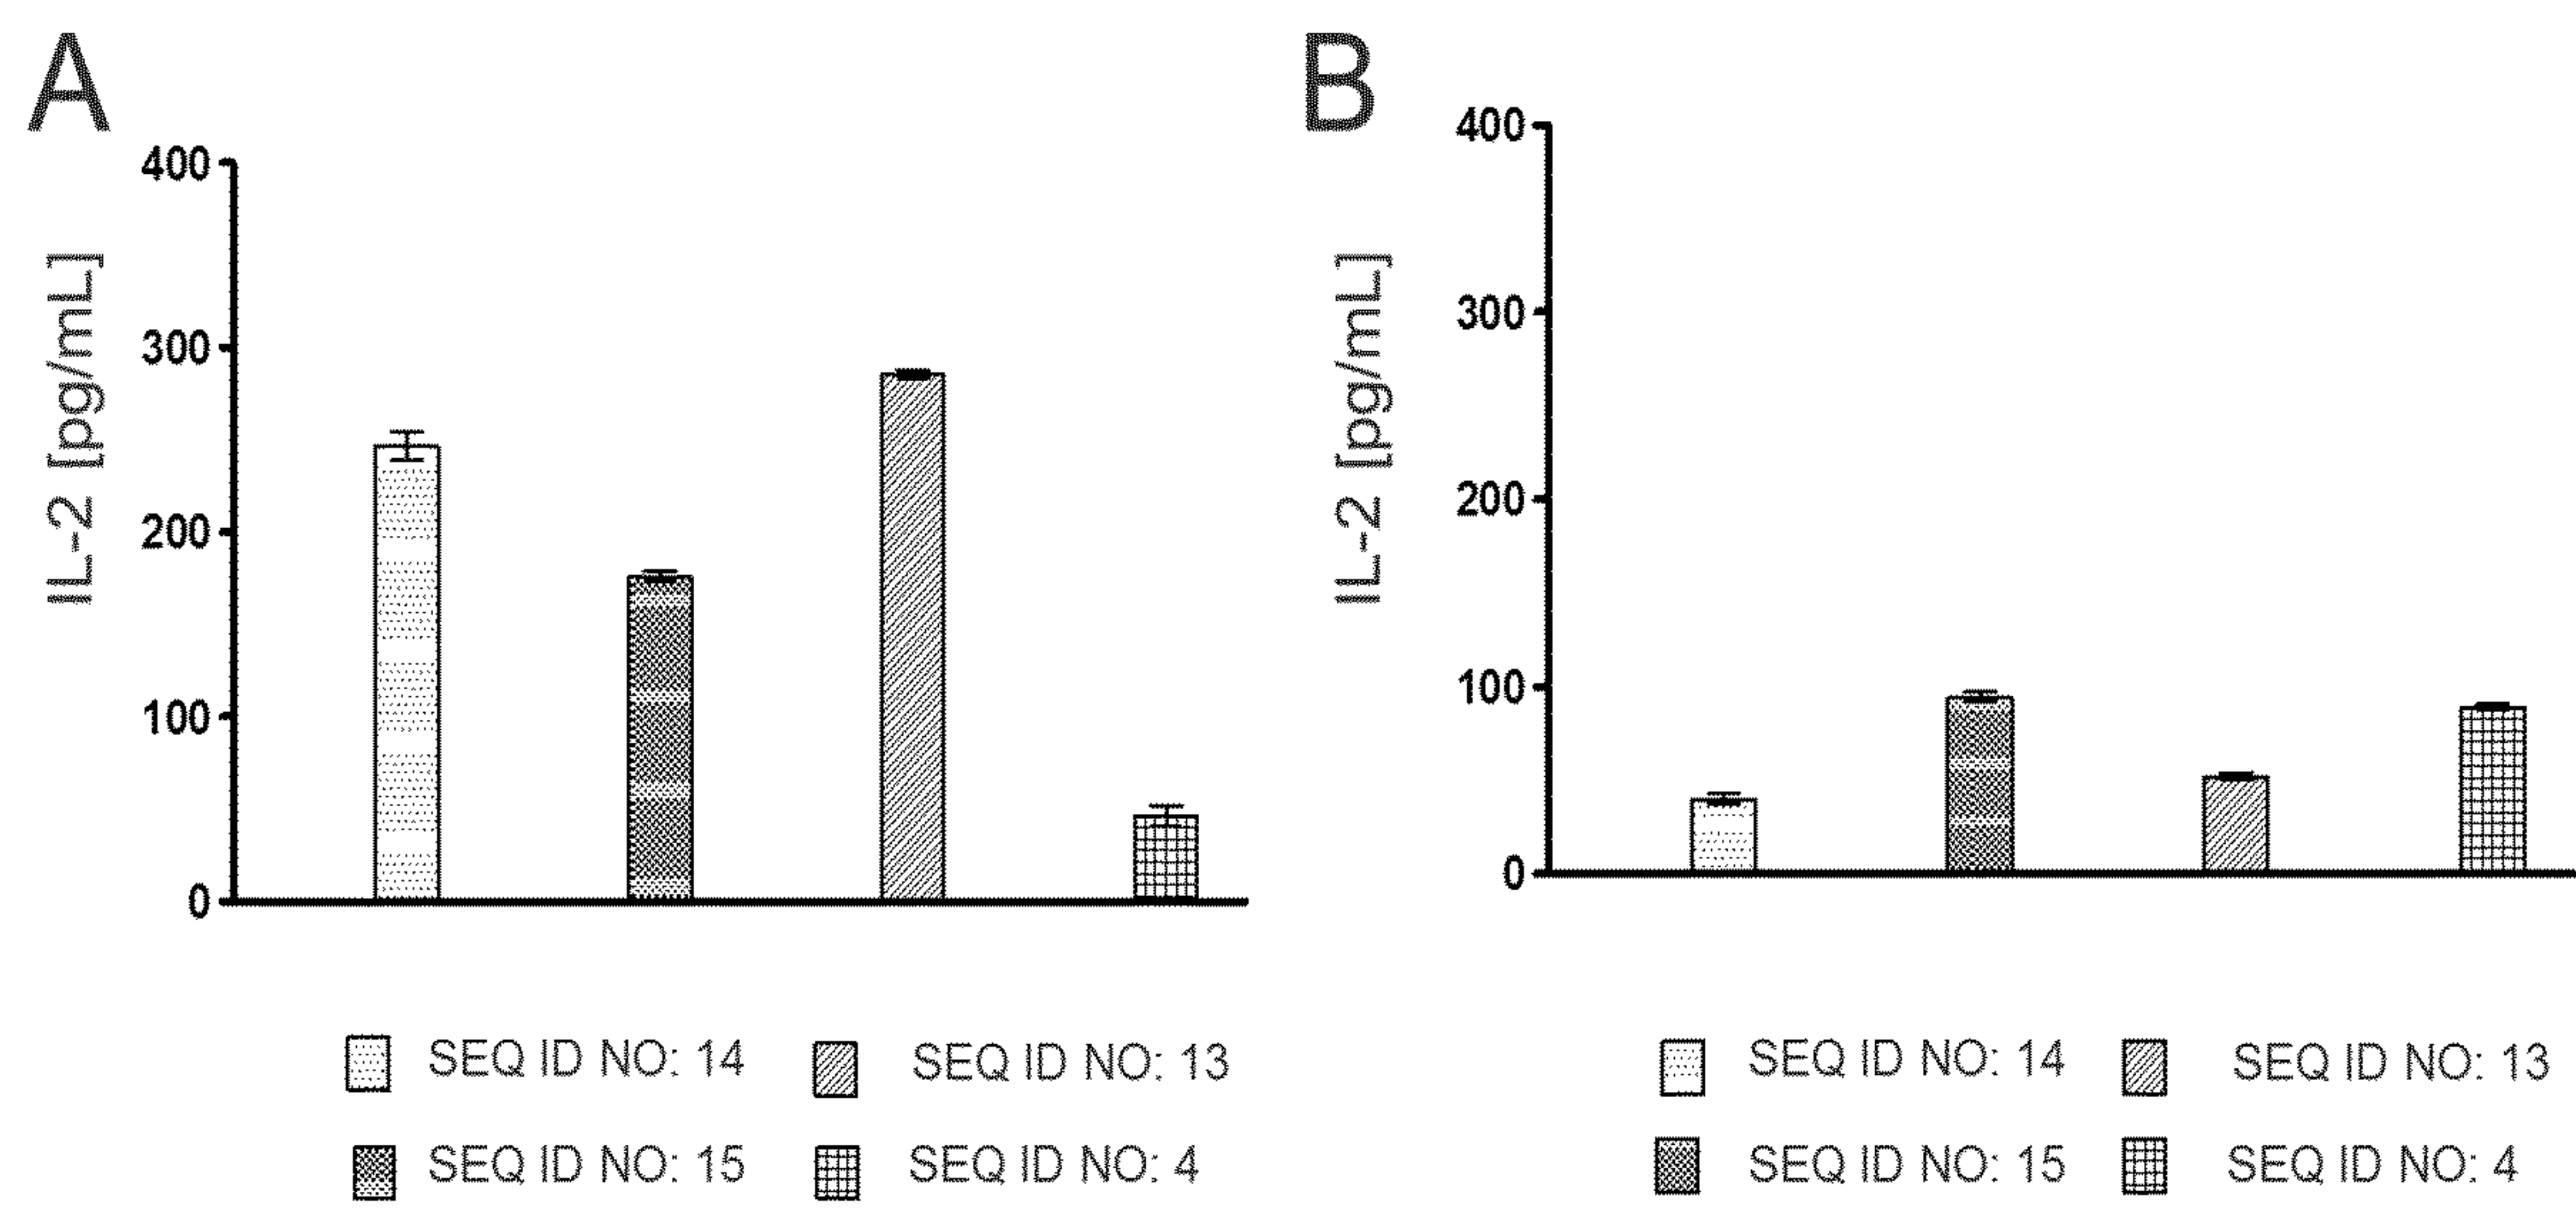 A
400
300
200
100
0
IL-2 [pg/mL]
SEQ ID NO: 14
SEQ ID NO: 13
SEQ ID NO: 15
SEQ ID NO: 4
B
400
300
200
100
0
IL-2 [pg/mL]
SEQ ID NO: 14
SEQ ID NO: 13
SEQ ID NO: 15
SEQ ID NO: 4